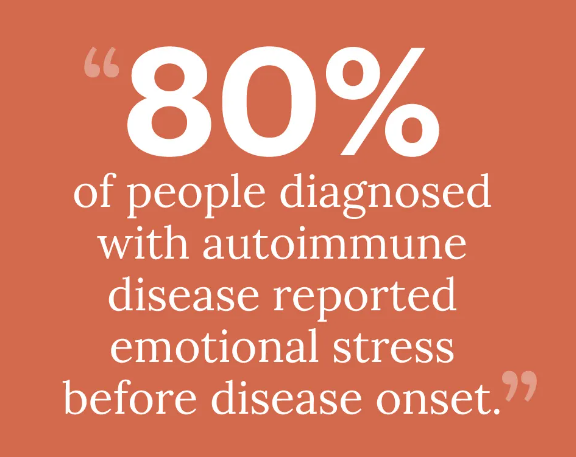 “80%
of people diagnosed
with autoimmune
disease reported
emotional stress
before disease onset.”